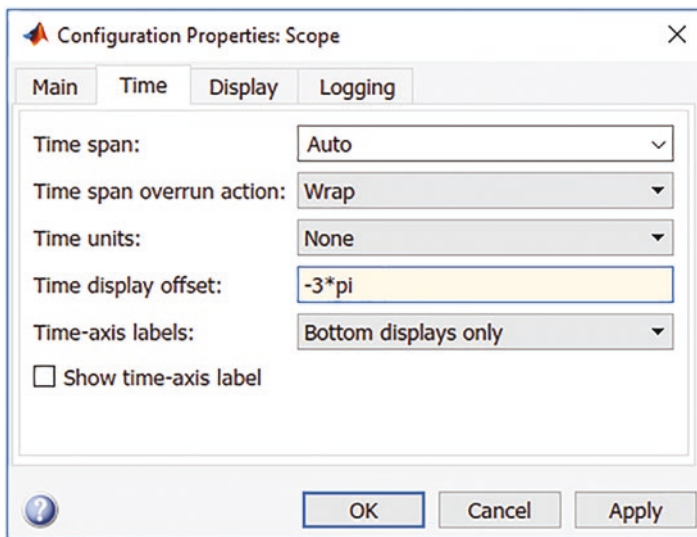 Configuration Properties: Scope
Main Time Display Logging
Time span: Auto
Time span overrun action: Wrap
Time units: None
Time display offset: -3*pi
Time-axis labels: Bottom displays only
Show time-axis label
? OK Cancel Apply